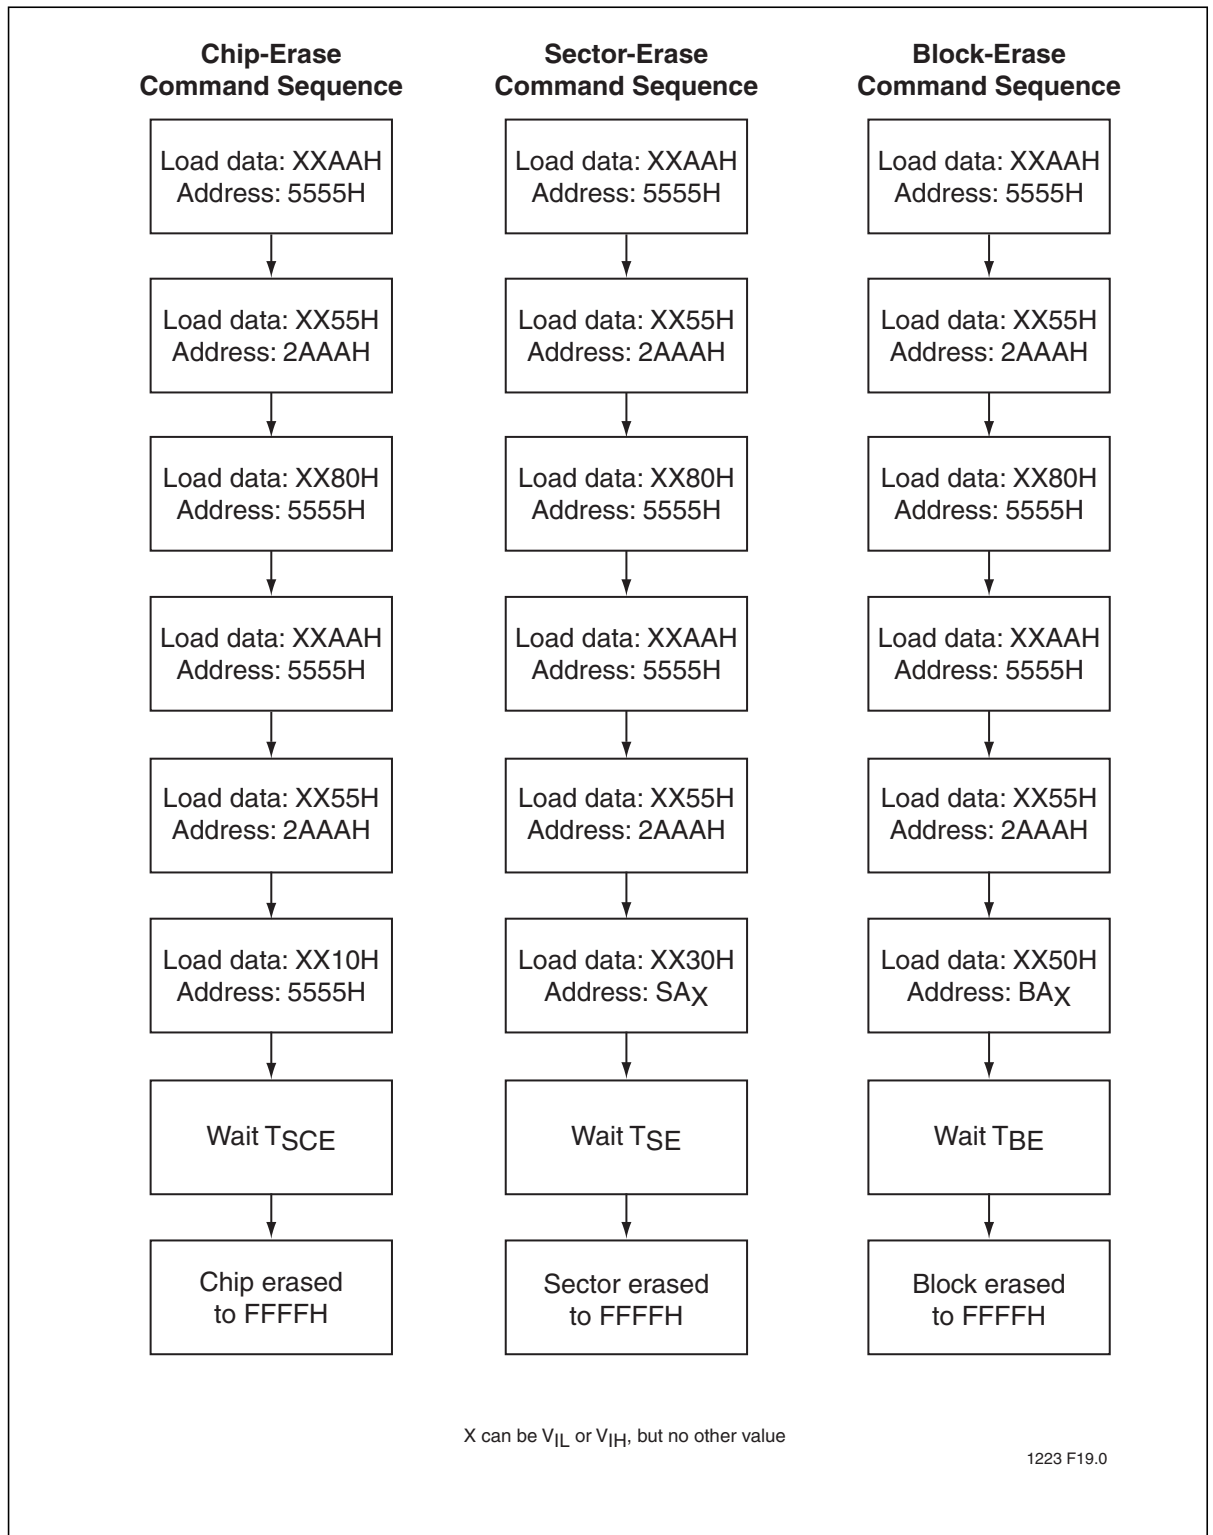 Chip-Erase
Command Sequence
Load data: XXAAH
Address: 5555H
Load data: XX55H
Address: 2AAAH
Load data: XX80H
Address: 5555H
Load data: XXAAH
Address: 5555H
Load data: XX55H
Address: 2AAAH
Load data: XX10H
Address: 5555H
Wait TSCE
Chip erased
to FFFFH
Sector-Erase
Command Sequence
Load data: XXAAH
Address: 5555H
Load data: XX55H
Address: 2AAAH
Load data: XX80H
Address: 5555H
Load data: XXAAH
Address: 5555H
Load data: XX55H
Address: 2AAAH
Load data: XX30H
Address: SAX
Wait TSE
Sector erased
to FFFFH
Block-Erase
Command Sequence
Load data: XXAAH
Address: 5555H
Load data: XX55H
Address: 2AAAH
Load data: XX80H
Address: 5555H
Load data: XXAAH
Address: 5555H
Load data: XX55H
Address: 2AAAH
Load data: XX50H
Address: BAX
Wait TBE
Block erased
to FFFFH
X can be VIL or VIH, but no other value
1223 F19.0